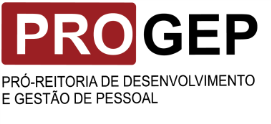 PROGEP
PRÓ-REITORIA DE DESENVOLVIMENTO
E GESTÃO DE PESSOAL